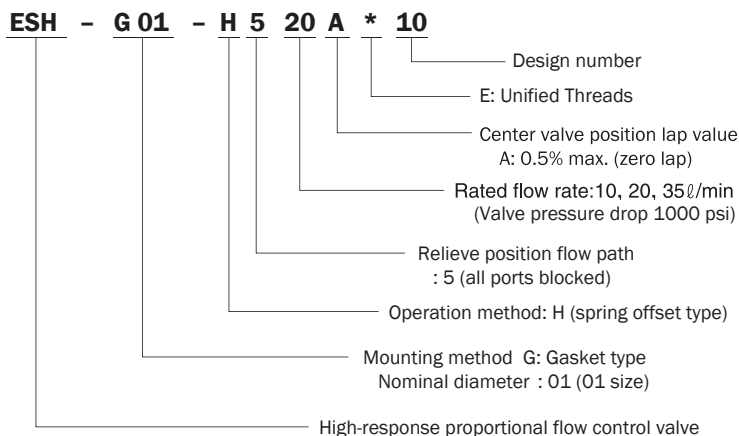 ESH – G 01 – H 5 20 A * 10
Design number
E: Unified Threads
Center valve position lap value
A: 0.5% max. (zero lap)
Rated flow rate:10, 20, 35ℓ/min
(Valve pressure drop 1000 psi)
Relieve position flow path
: 5 (all ports blocked)
Operation method: H (spring offset type)
Mounting method G: Gasket type
Nominal diameter : 01 (01 size)
High-response proportional flow control valve